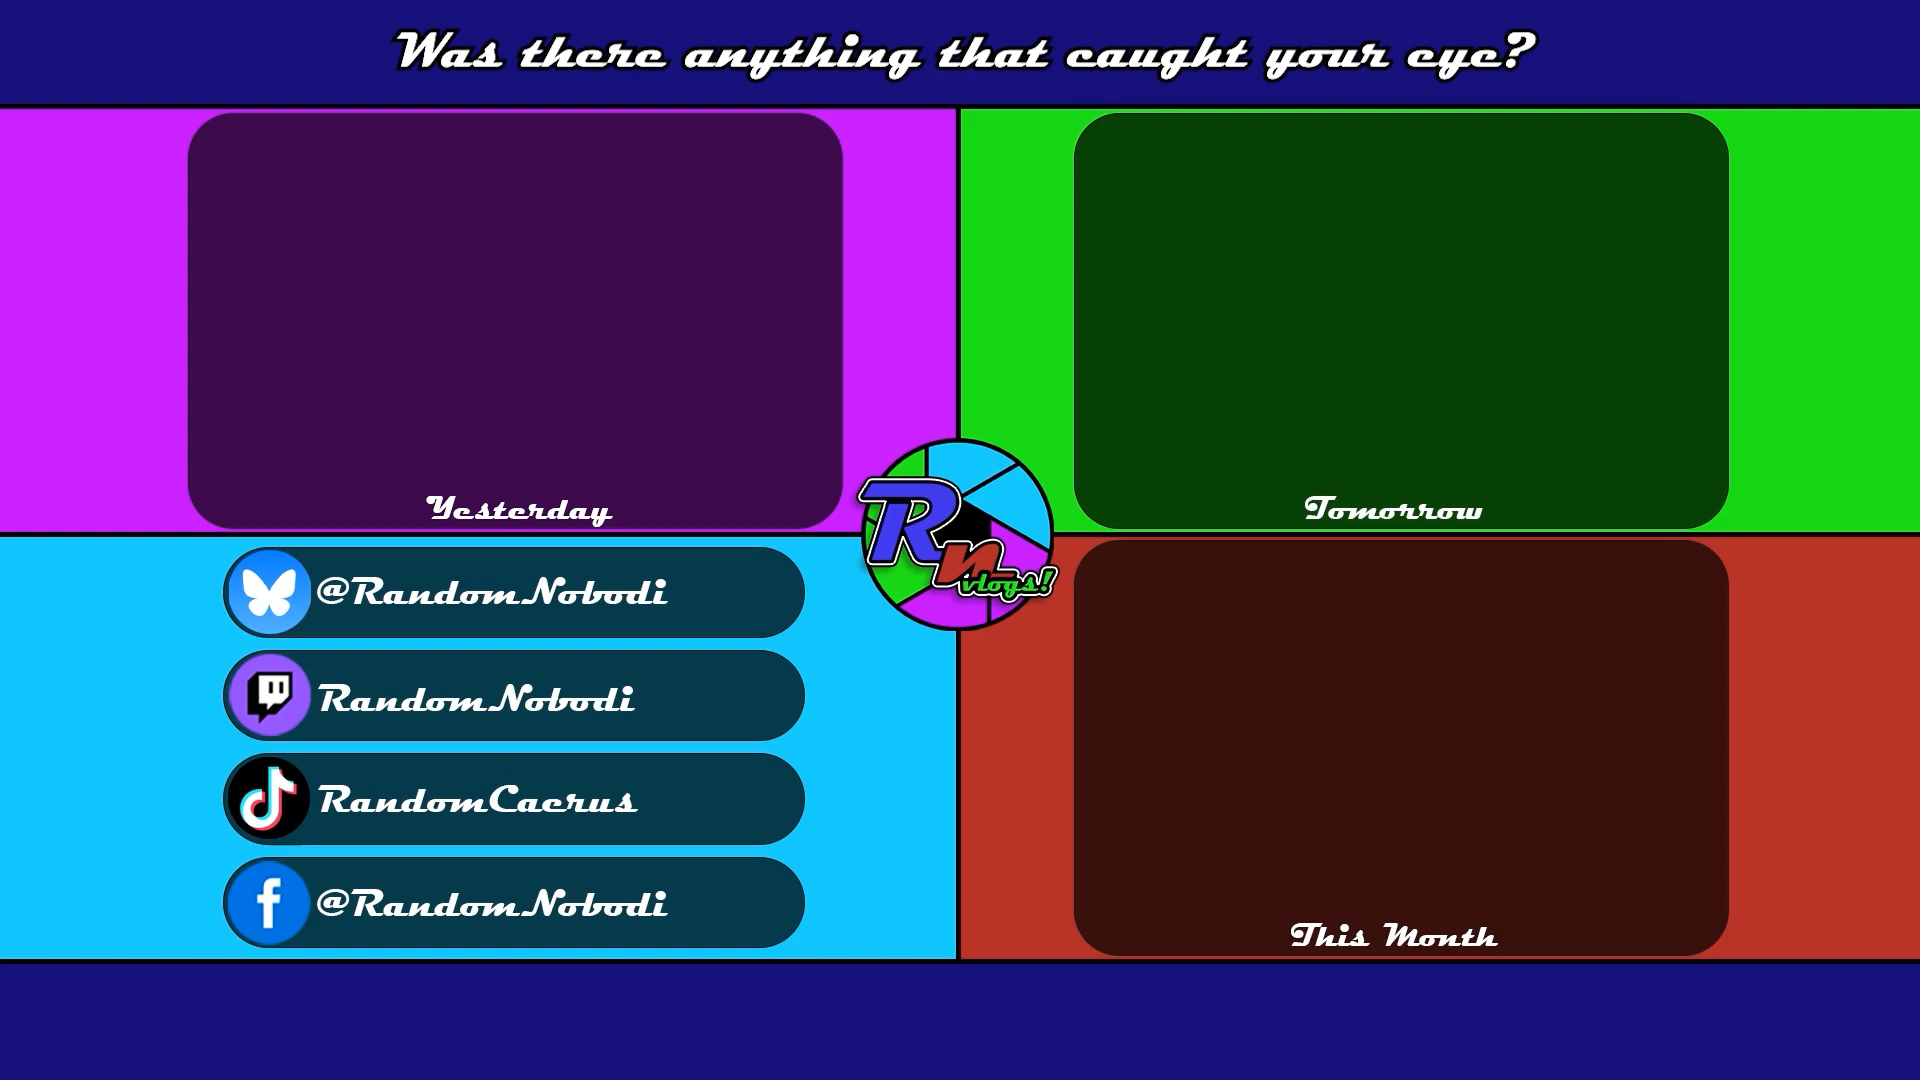 Was there anything that caught your eye?
Yesterday
Tomorrow
Rn
vlogs!
@RandomNobodi
RandomNobodi
RandomCaerus
@RandomNobodi
This Month